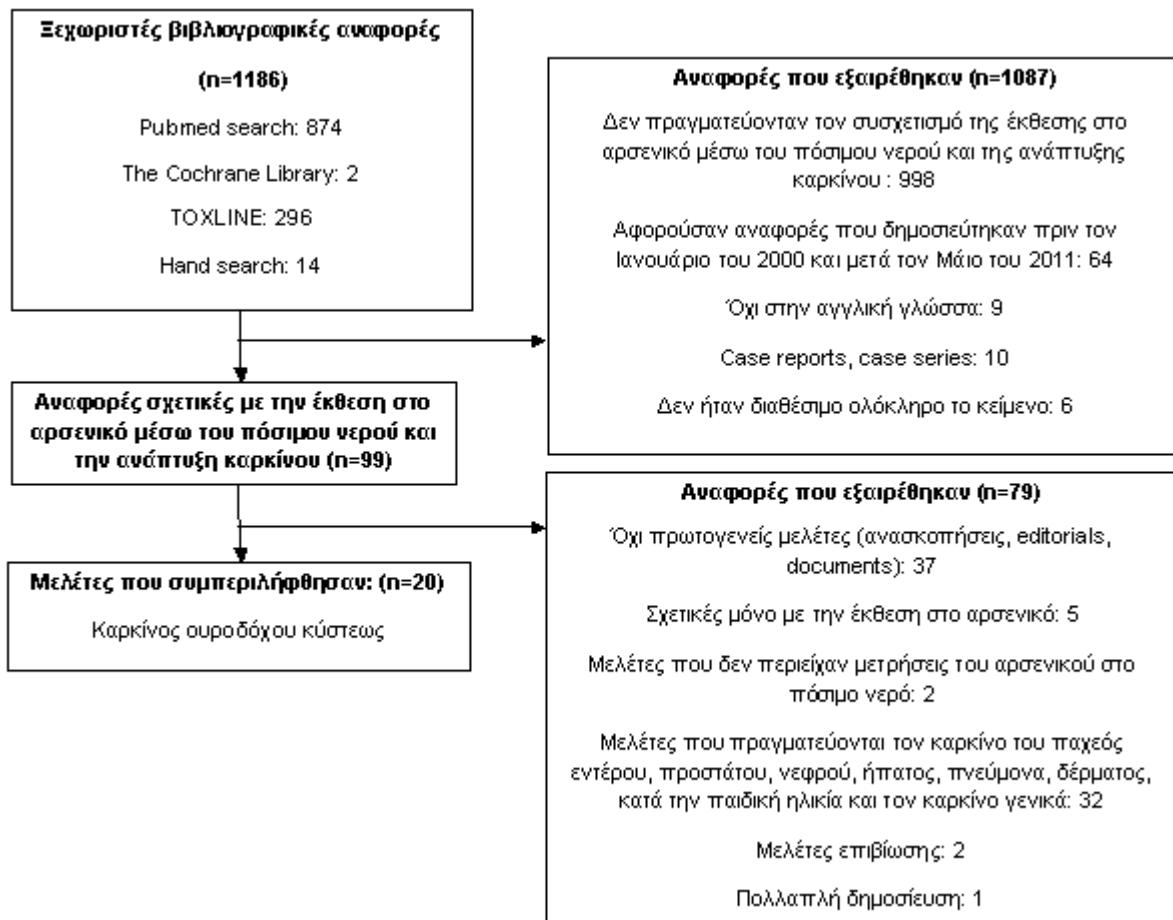 Ξεχωριστές βιβλιογραφικές αναφορές
(n=1186)
Pubmed search: 874
The Cochrane Library: 2
TOXLINE: 296
Hand search: 14
Αναφορές που εξαιρέθηκαν (n=1087)
Δεν πραγματεύονταν τον συσχετισμό της έκθεσης στο
αρσενικό μέσω του πόσιμου νερού και της ανάπτυξης
καρκίνου : 998
Αφορούσαν αναφορές που δημοσιεύτηκαν πριν τον
Ιανουάριο του 2000 και μετά τον Μάιο του 2011: 64
Όχι στην αγγλική γλώσσα: 9
Case reports, case series: 10
Δεν ήταν διαθέσιμο ολόκληρο το κείμενο: 6
Αναφορές σχετικές με την έκθεση στο
αρσενικό μέσω του πόσιμου νερού και
την ανάπτυξη καρκίνου (n=99)
Αναφορές που εξαιρέθηκαν (n=79)
Όχι πρωτογενείς μελέτες (ανασκοπήσεις, editorials,
documents): 37
Σχετικές μόνο με την έκθεση στο αρσενικό: 5
Μελέτες που δεν περιείχαν μετρήσεις του αρσενικού στο
πόσιμο νερό: 2
Μελέτες που πραγματεύονται τον καρκίνο του παχεός
εντέρου, προστάτου, νεφρού, ήπατος, πνεύμονα, δέρματος,
κατά την παιδική ηλικία και τον καρκίνο γενικά: 32
Μελέτες επιβίωσης: 2
Πολλαπλή δημοσίευση: 1
Μελέτες που συμπεριλήφθησαν: (n=20)
Καρκίνος ουροδόχου κύστεως